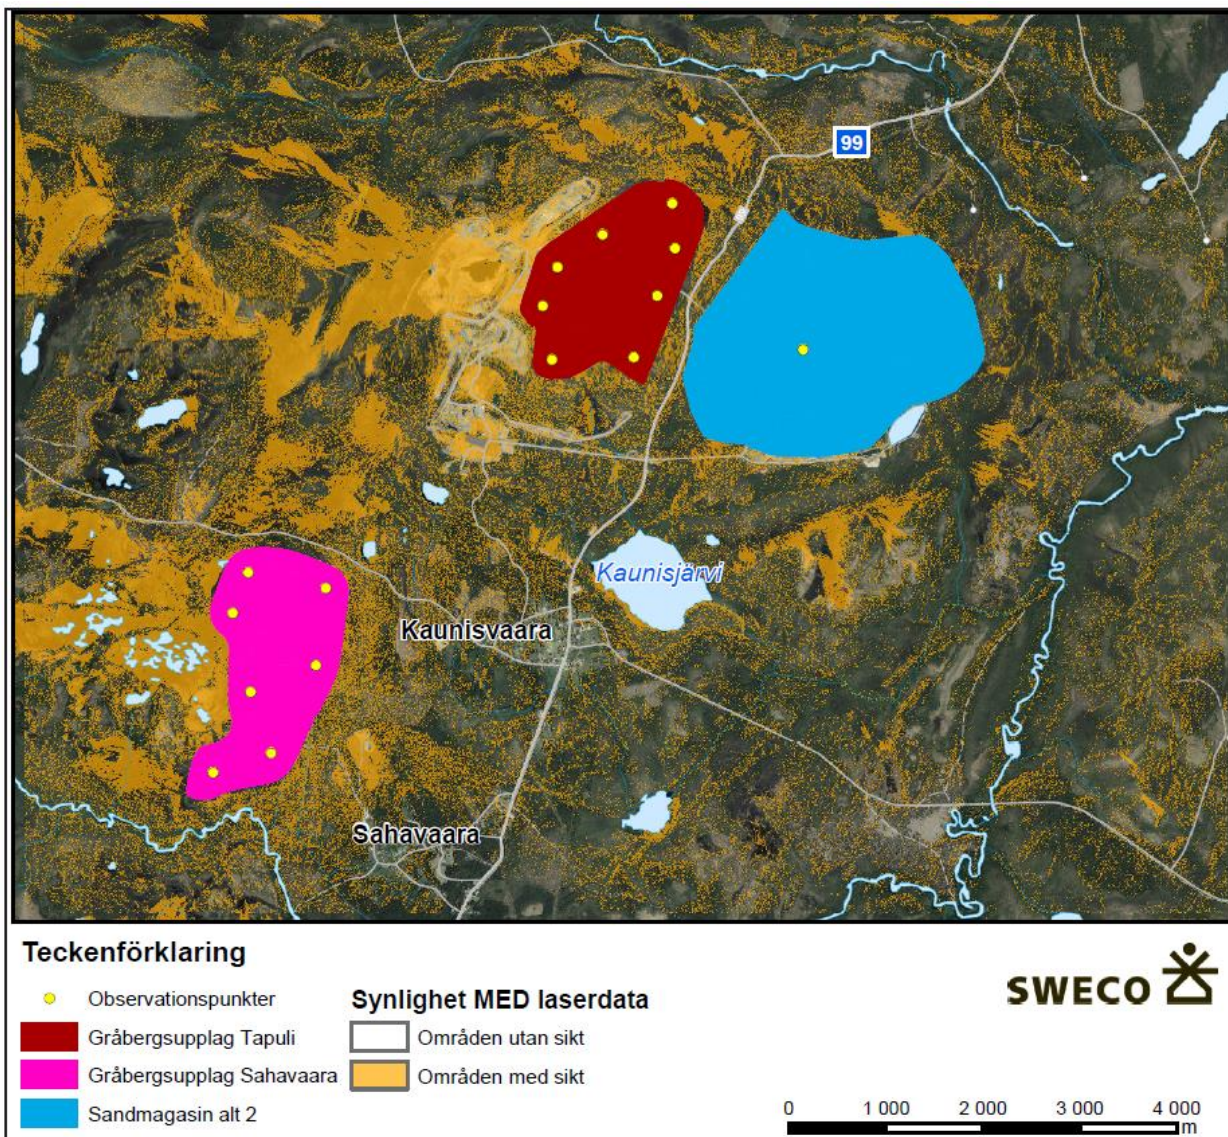 99
Kaunisjärvi
Kaunisvaara
Sahavaara
Teckenförklaring
Observationspunkter
Gråbergsupplag Tapuli
Gråbergsupplag Sahavaara
Sandmagasin alt 2
Synlighet MED laserdata
Områden utan sikt
Områden med sikt
SWECO
0 1 000 2 000 3 000 4 000
m